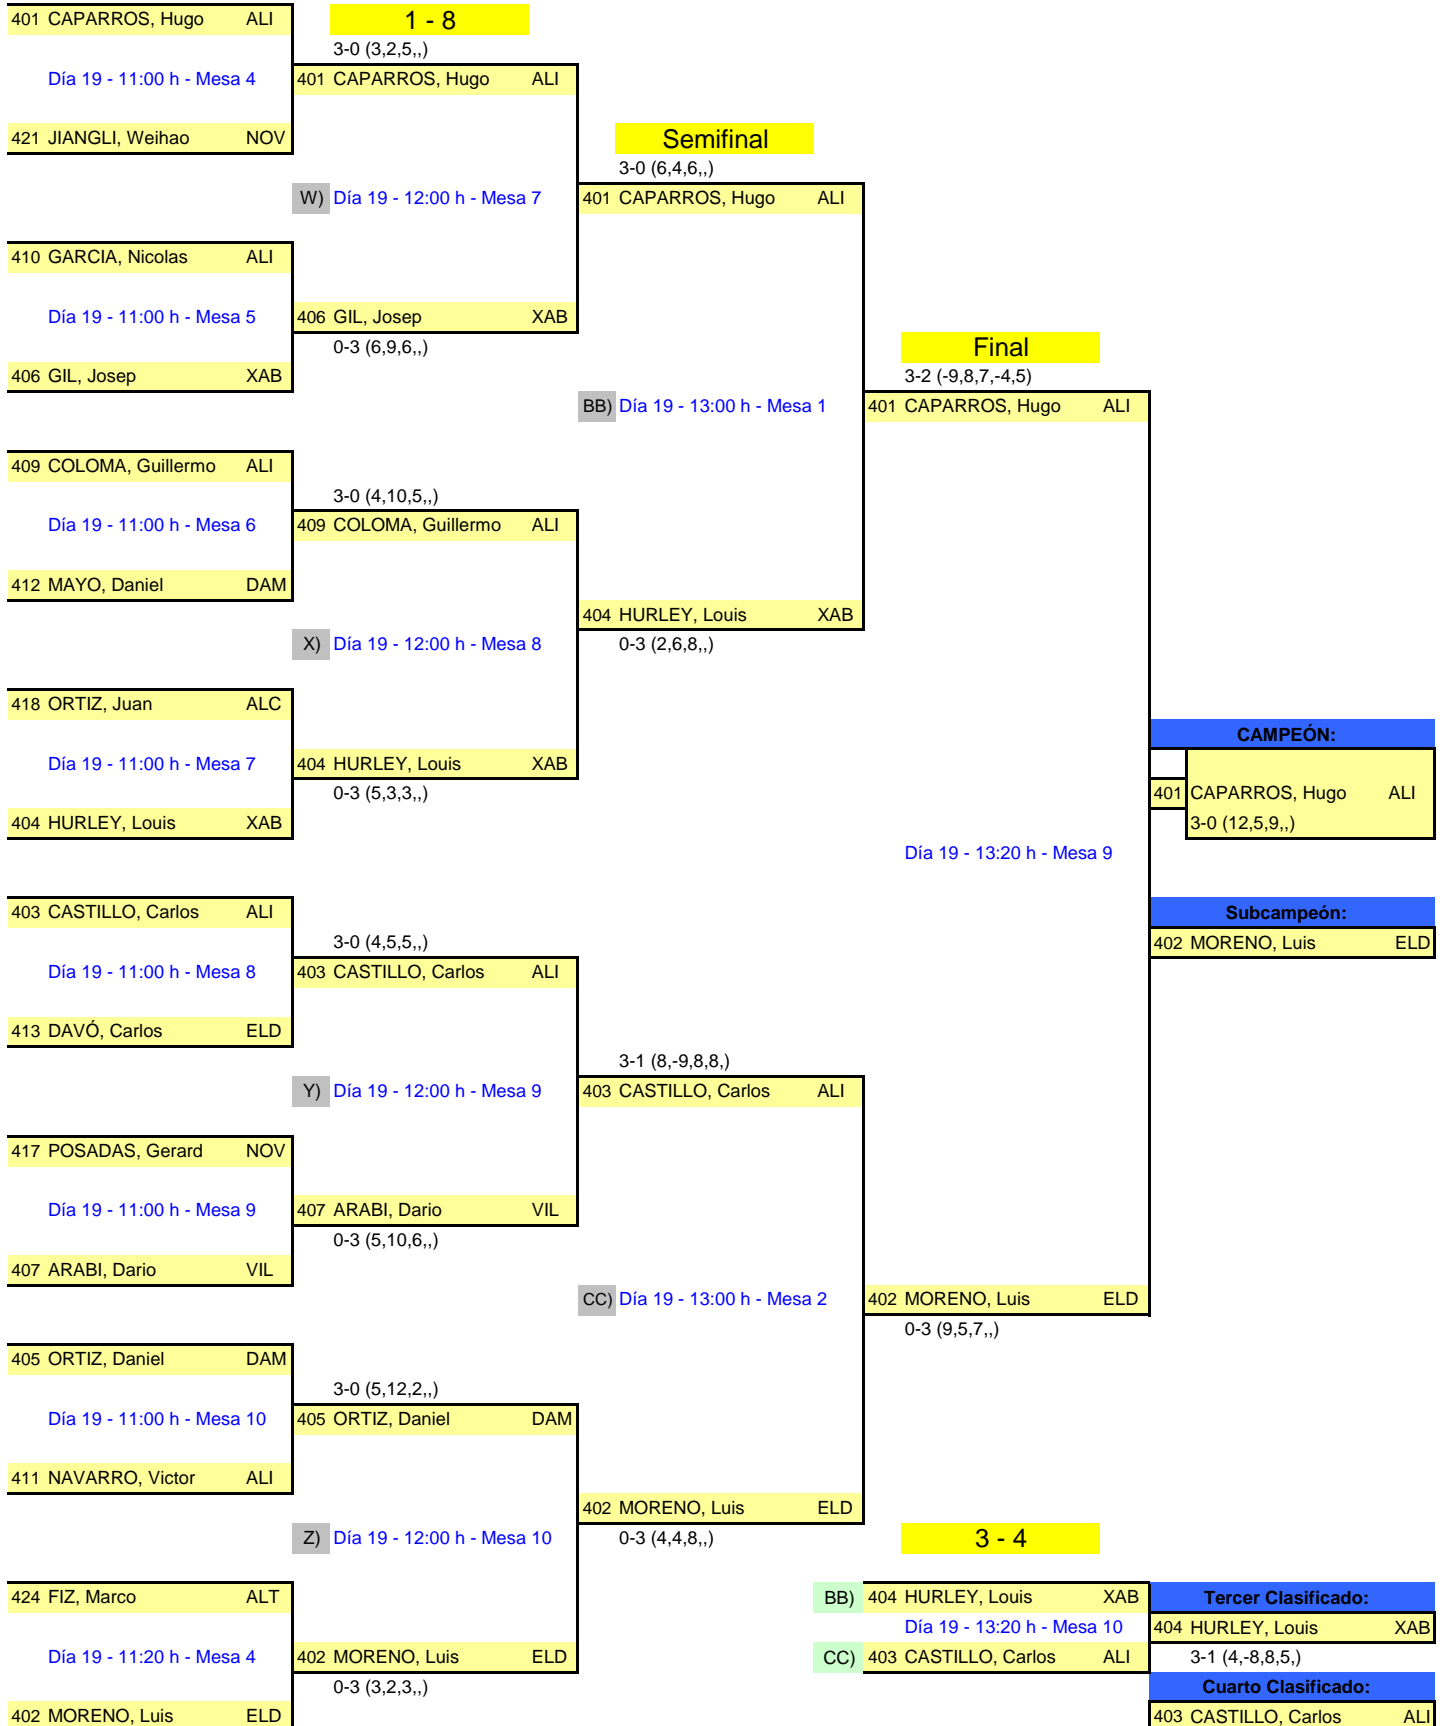 401 CAPARROS, Hugo ALI
1 - 8
3-0 (3,2,5,,)
Día 19 - 11:00 h - Mesa 4
401 CAPARROS, Hugo ALI
421 JIANGLI, Weihao NOV
Semifinal
3-0 (6,4,6,,)
W) Día 19 - 12:00 h - Mesa 7
401 CAPARROS, Hugo ALI
410 GARCIA, Nicolas ALI
Día 19 - 11:00 h - Mesa 5
406 GIL, Josep XAB
0-3 (6,9,6,,)
Final
406 GIL, Josep XAB
3-2 (-9,8,7,-4,5)
BB) Día 19 - 13:00 h - Mesa 1
401 CAPARROS, Hugo ALI
409 COLOMA, Guillermo ALI
3-0 (4,10,5,,)
Día 19 - 11:00 h - Mesa 6
409 COLOMA, Guillermo ALI
412 MAYO, Daniel DAM
404 HURLEY, Louis XAB
X) Día 19 - 12:00 h - Mesa 8
0-3 (2,6,8,,)
418 ORTIZ, Juan ALC
CAMPEÓN:
Día 19 - 11:00 h - Mesa 7
404 HURLEY, Louis XAB
0-3 (5,3,3,,)
401 CAPARROS, Hugo ALI
404 HURLEY, Louis XAB
3-0 (12,5,9,,)
Día 19 - 13:20 h - Mesa 9
403 CASTILLO, Carlos ALI
Subcampeón:
3-0 (4,5,5,,)
402 MORENO, Luis ELD
Día 19 - 11:00 h - Mesa 8
403 CASTILLO, Carlos ALI
413 DAVÓ, Carlos ELD
3-1 (8,-9,8,8,)
Y) Día 19 - 12:00 h - Mesa 9
403 CASTILLO, Carlos ALI
417 POSADAS, Gerard NOV
Día 19 - 11:00 h - Mesa 9
407 ARABI, Dario VIL
0-3 (5,10,6,,)
407 ARABI, Dario VIL
CC) Día 19 - 13:00 h - Mesa 2
402 MORENO, Luis ELD
0-3 (9,5,7,,)
405 ORTIZ, Daniel DAM
3-0 (5,12,2,,)
Día 19 - 11:00 h - Mesa 10
405 ORTIZ, Daniel DAM
411 NAVARRO, Victor ALI
402 MORENO, Luis ELD
Z) Día 19 - 12:00 h - Mesa 10
0-3 (4,4,8,,)
3 - 4
424 FIZ, Marco ALT
BB) 404 HURLEY, Louis XAB
Tercer Clasificado:
Día 19 - 13:20 h - Mesa 10
404 HURLEY, Louis XAB
Día 19 - 11:20 h - Mesa 4
402 MORENO, Luis ELD
CC) 403 CASTILLO, Carlos ALI
3-1 (4,-8,8,5,)
0-3 (3,2,3,,)
Cuarto Clasificado:
402 MORENO, Luis ELD
403 CASTILLO, Carlos ALI